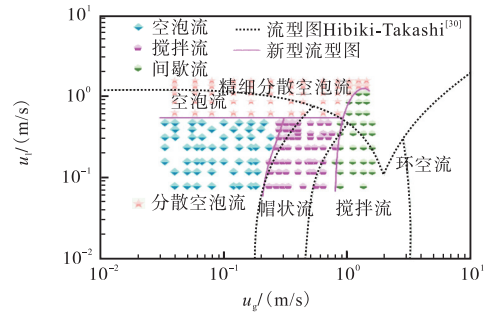 空泡流
搅拌流
间歇流
流型图Hibiki-Takashi[30]
新型流型图
精细分散空泡流
空泡流
环空流
分散空泡流
帽状流
搅拌流
10¹
10⁰
10⁻¹
10⁻²
10⁻²
10⁻¹
10⁰
10¹
u_l/(m/s)
u_g/(m/s)